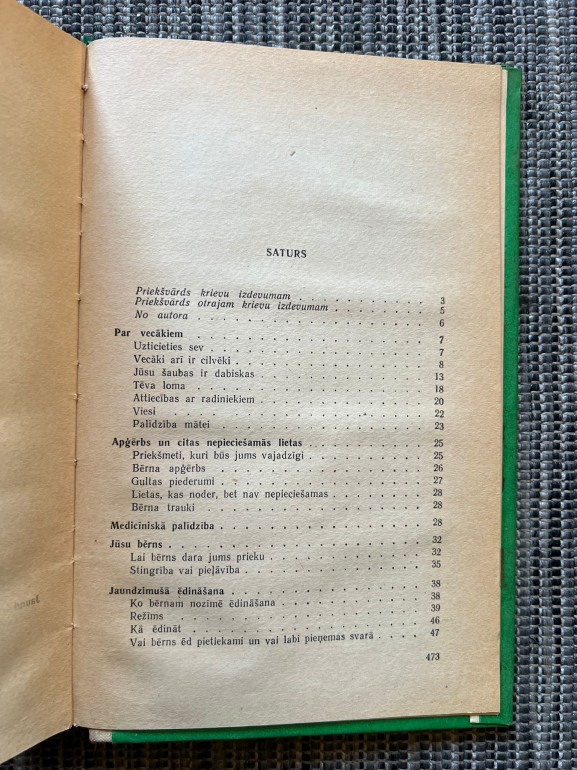 SATURS
Priekšvārds krievu izdevumam . . . . . . . . . . 3
Priekšvārds otrajam krievu izdevumam . . . . . . . 5
No autora . . . . . . . . . . . . . . . . 6
Par vecākiem . . . . . . . . . . . . . . . 7
Uzticieties sev . . . . . . . . . . . . . . 7
Vecāki arī ir cilvēki . . . . . . . . . . . . 8
Jūsu šaubas ir dabiskas . . . . . . . . . . . 13
Tēva loma . . . . . . . . . . . . . . . 18
Attiecības ar radiniekiem . . . . . . . . . . 20
Viesi . . . . . . . . . . . . . . . . . 22
Palīdzība mātei . . . . . . . . . . . . . 23
Apģērbs un citas nepieciešamās lietas . . . . . . . 25
Priekšmeti, kuri būs jums vajadzīgi . . . . . . . 25
Bērna apģērbs . . . . . . . . . . . . . . 26
Gultas piederumi . . . . . . . . . . . . . 27
Lietas, kas noder, bet nav nepieciešamas . . . . . . 28
Bērna trauki . . . . . . . . . . . . . . 28
Medicīniskā palīdzība . . . . . . . . . . . . 28
Jūsu bērns . . . . . . . . . . . . . . . . 32
Lai bērns dara jums prieku . . . . . . . . . . 32
Stingrība vai pieļāvība . . . . . . . . . . . 35
Jaundzimušā ēdināšana . . . . . . . . . . . . 38
Ko bērnam nozīmē ēdināšana . . . . . . . . . 38
Režīms . . . . . . . . . . . . . . . . 39
Kā ēdināt . . . . . . . . . . . . . . . 46
Vai bērns ēd pietiekami un vai labi pieņemas svarā . . . . 47
473